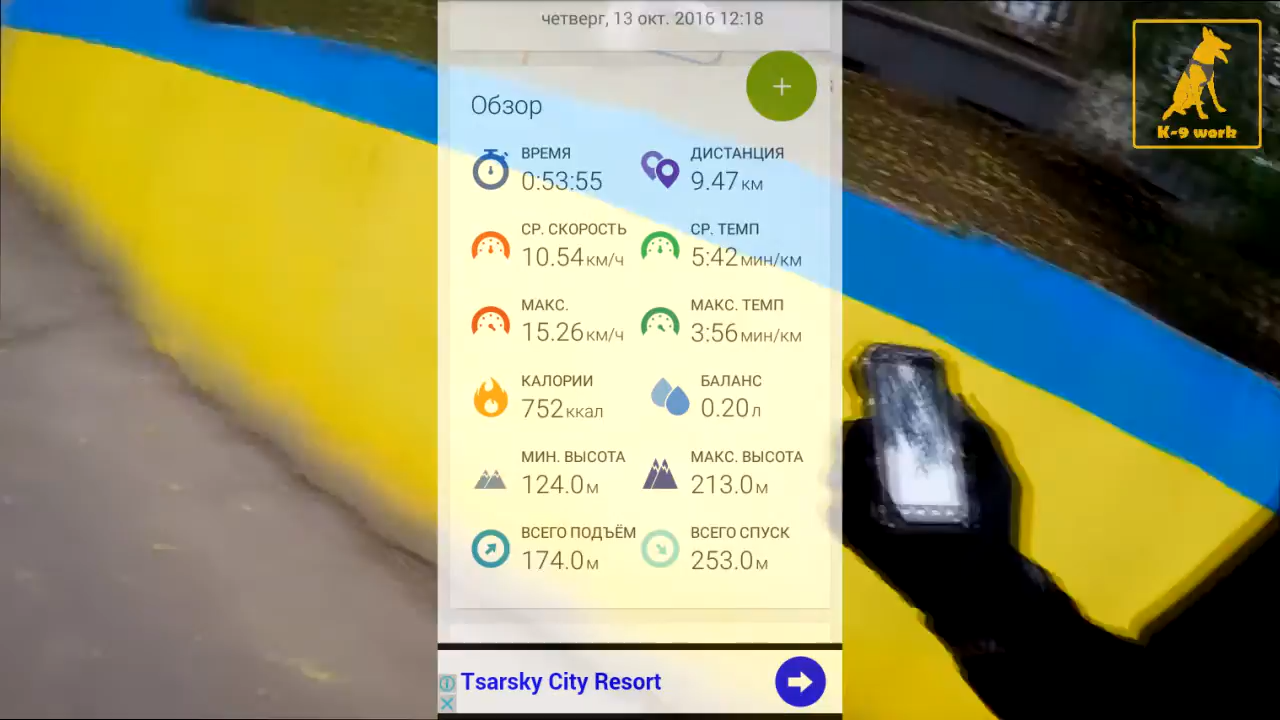 четверг, 13 окт. 2016 12:18
K-9 work
Обзор
ВРЕМЯ
0:53:55
ДИСТАНЦИЯ
9.47 км
СР. СКОРОСТЬ
10.54 км/ч
СР. ТЕМП
5:42 мин/км
МАКС.
15.26 км/ч
МАКС. ТЕМП
3:56 мин/км
КАЛОРИИ
752 ккал
БАЛАНС
0.20 л
МИН. ВЫСОТА
124.0 м
МАКС. ВЫСОТА
213.0 м
ВСЕГО ПОДЪЁМ
174.0 м
ВСЕГО СПУСК
253.0 м
Tsarsky City Resort